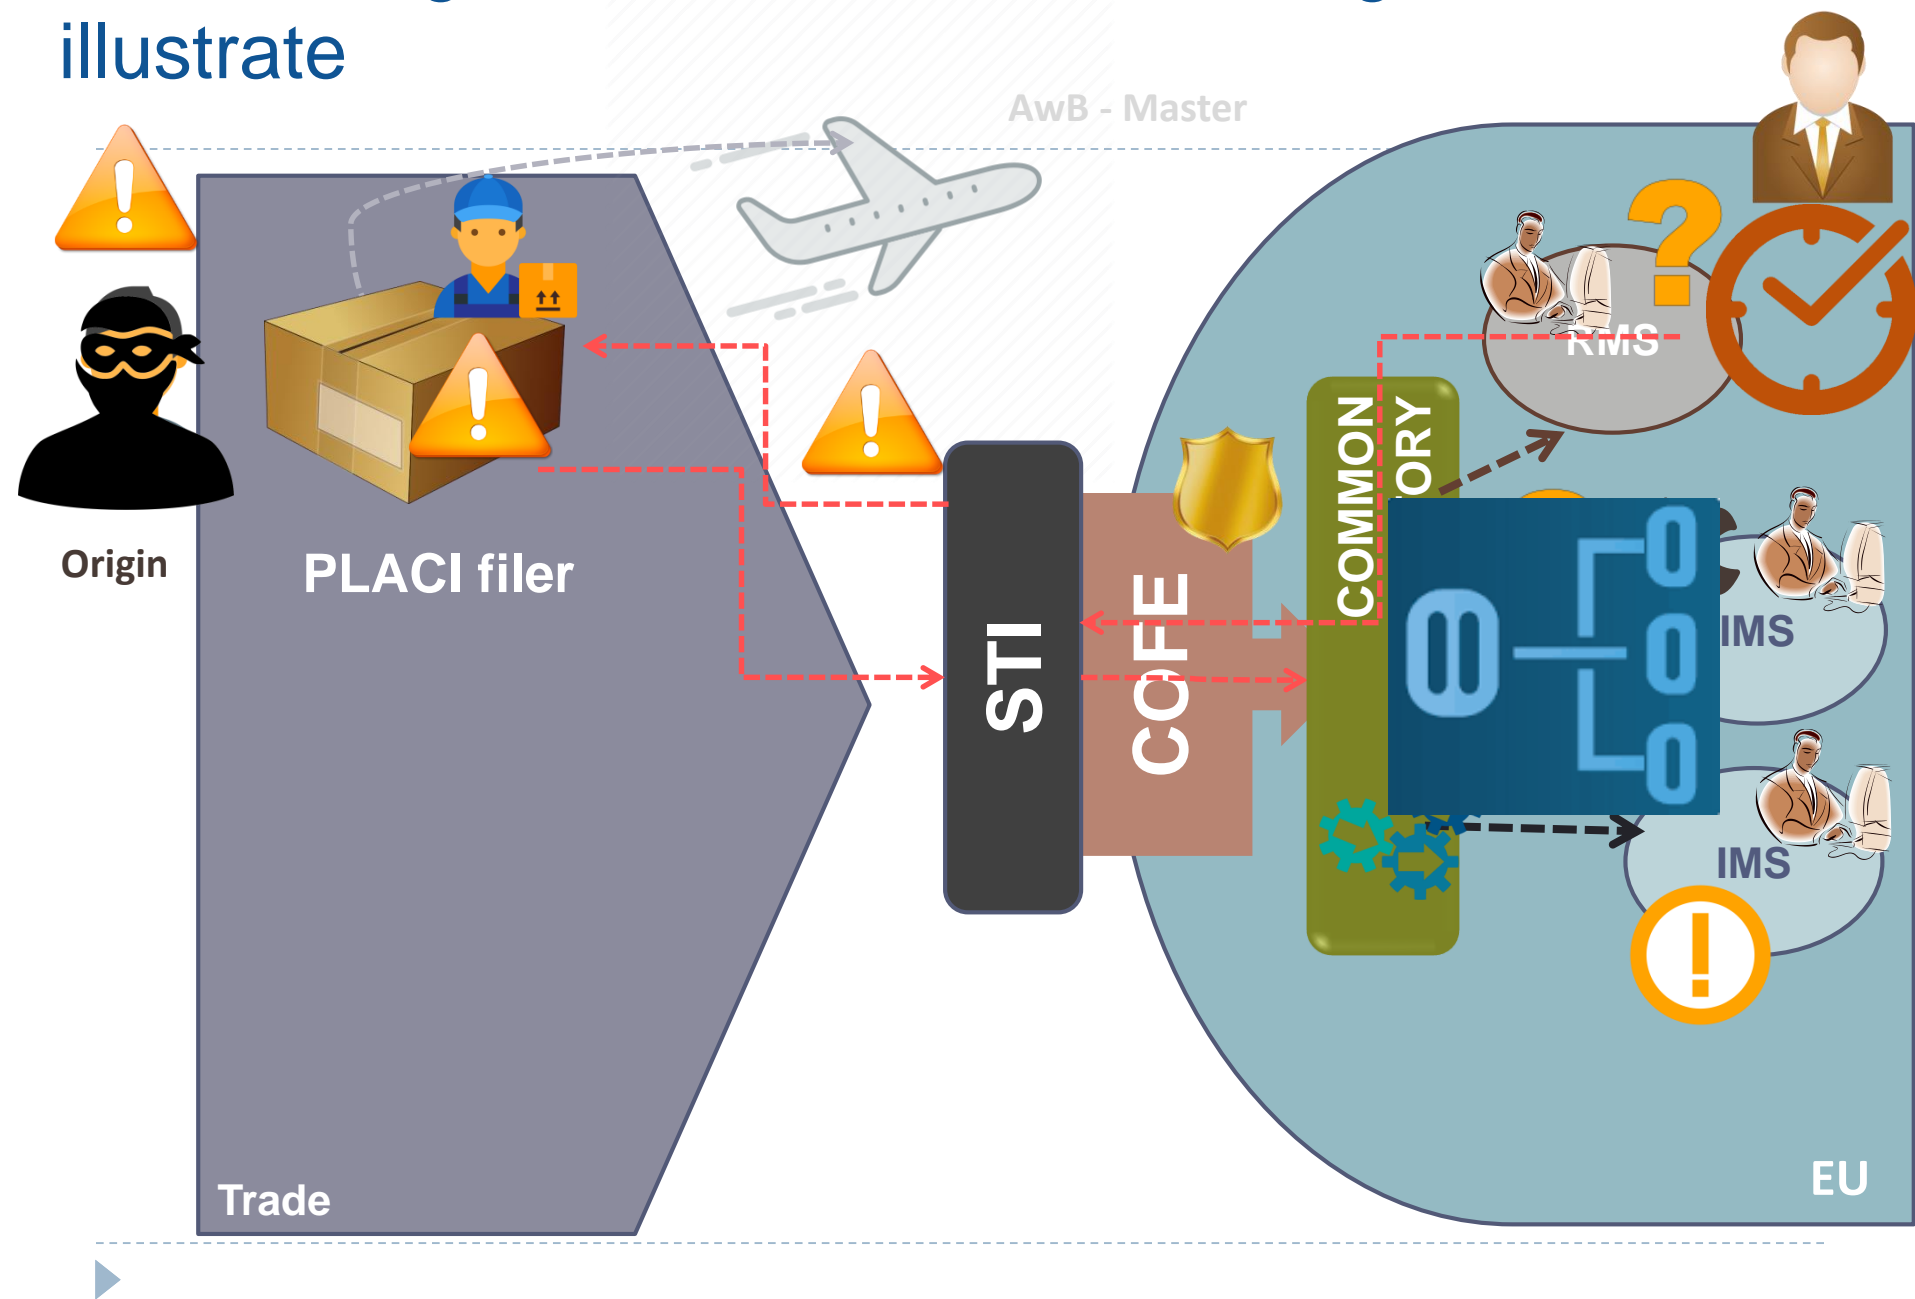 illustrate
AwB - Master
RMS
COMMON
ORY
Origin
PLACI filer
STI
COFE
IMS
IMS
Trade
EU